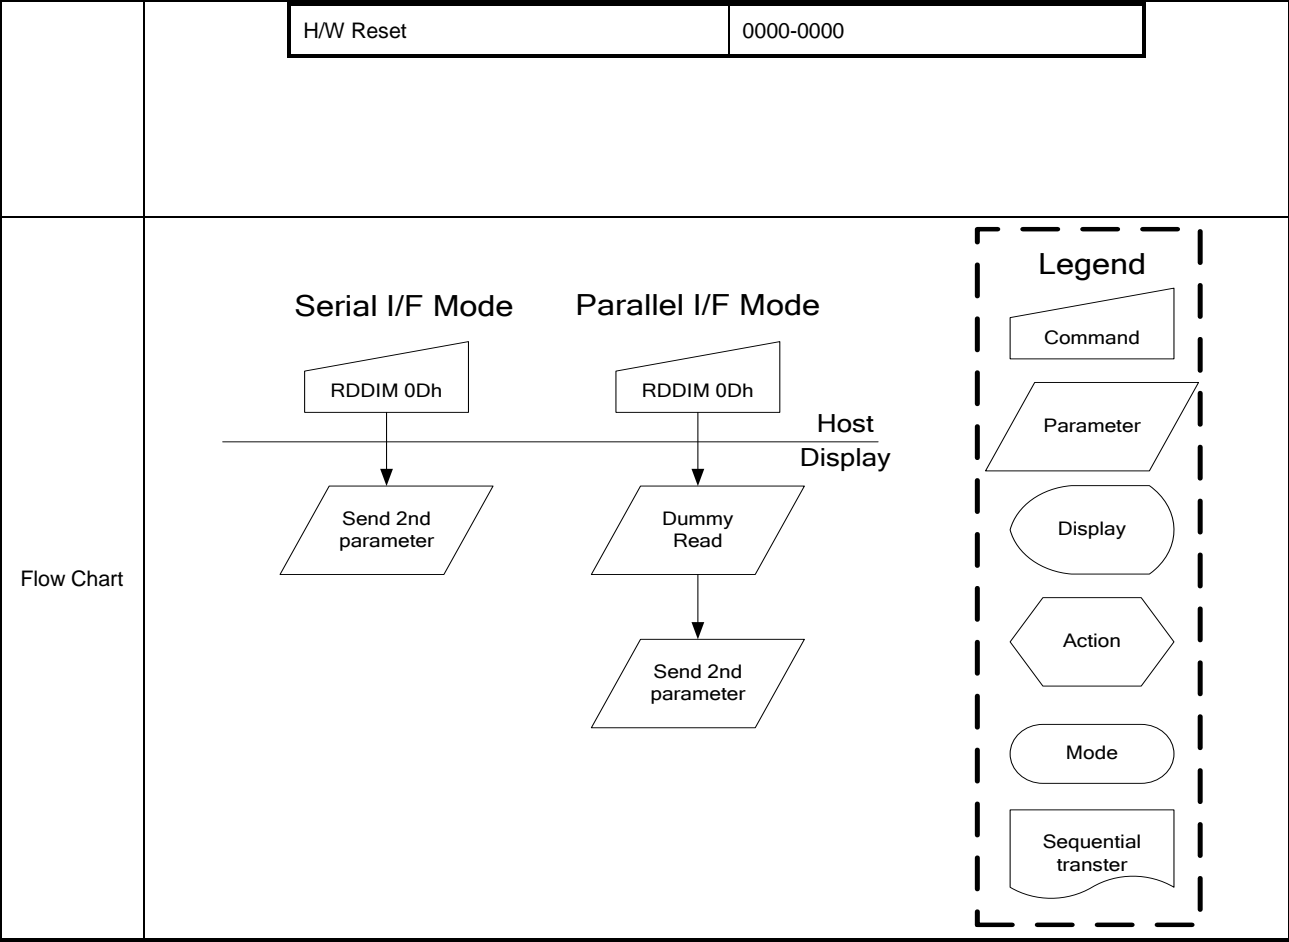 H/W Reset 0000-0000
Flow Chart
Serial I/F Mode
RDDIM 0Dh
Send 2nd
parameter
Parallel I/F Mode
RDDIM 0Dh
Host
Display
Dummy
Read
Send 2nd
parameter
Legend
Command
Parameter
Display
Action
Mode
Sequential
transter